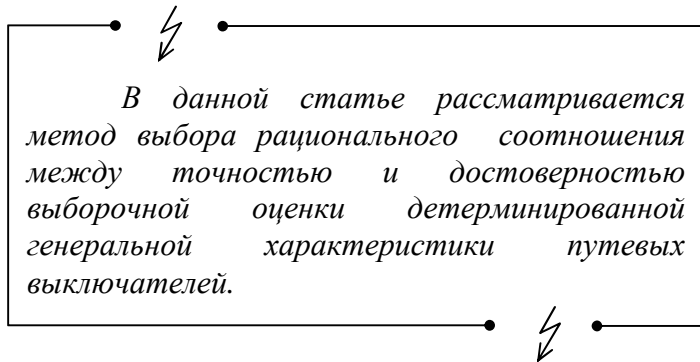 В данной статье рассматривается
метод выбора рационального соотношения
между точностью и достоверностью
выборочной оценки детерминированной
генеральной характеристики путевых
выключателей.